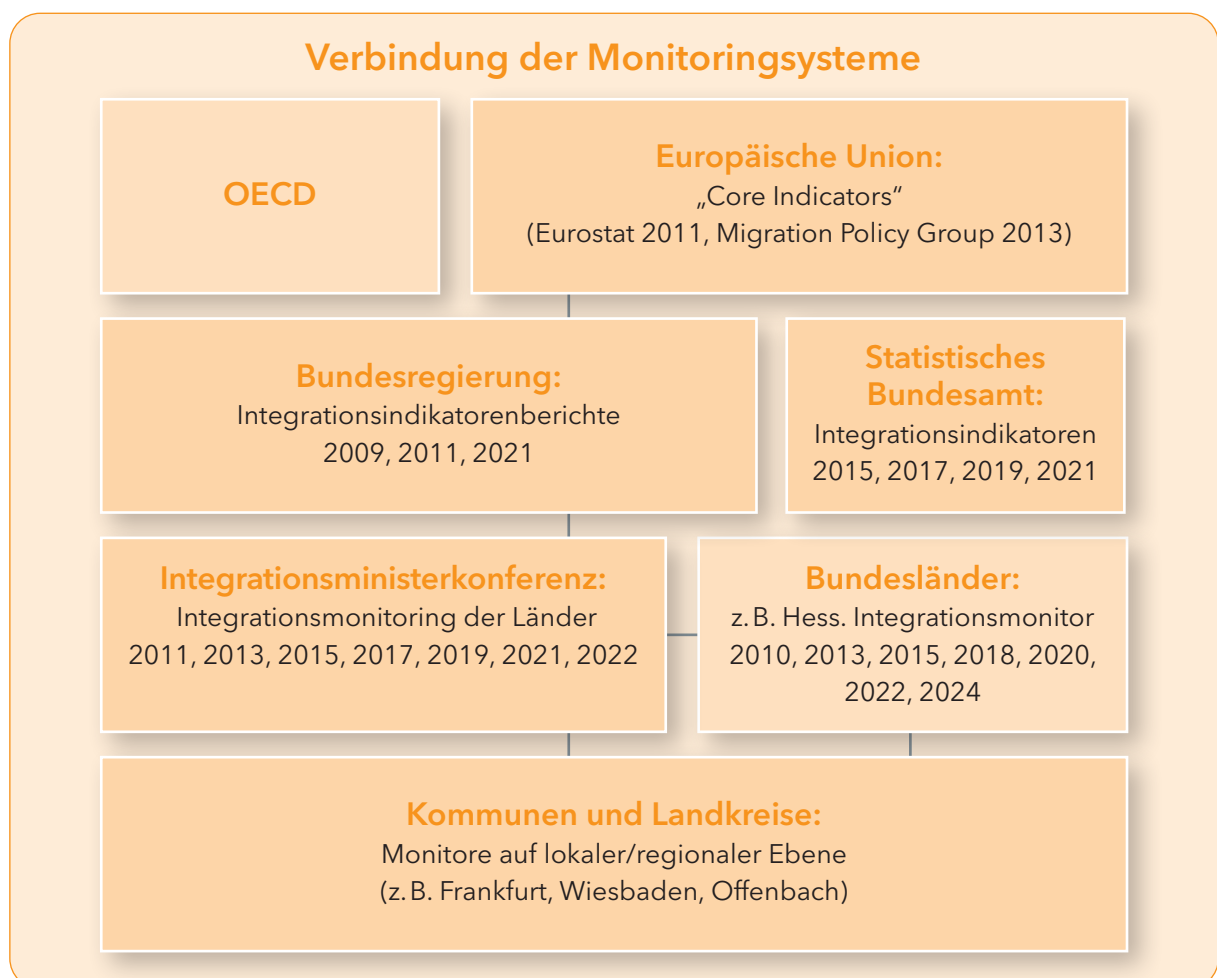 Verbindung der Monitoringsysteme
OECD
Europäische Union:
„Core Indicators“
(Eurostat 2011, Migration Policy Group 2013)
Bundesregierung:
Integrationsindikatorenberichte
2009, 2011, 2021
Statistisches
Bundesamt:
Integrationsindikatoren
2015, 2017, 2019, 2021
Integrationsministerkonferenz:
Integrationsmonitoring der Länder
2011, 2013, 2015, 2017, 2019, 2021, 2022
Bundesländer:
z. B. Hess. Integrationsmonitor
2010, 2013, 2015, 2018, 2020,
2022, 2024
Kommunen und Landkreise:
Monitore auf lokaler/regionaler Ebene
(z. B. Frankfurt, Wiesbaden, Offenbach)